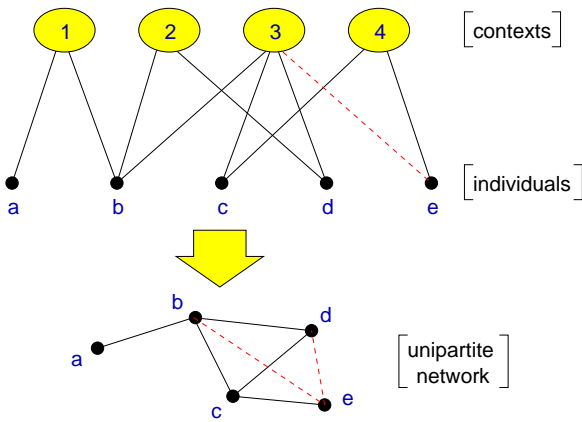 1 2 3 4 [contexts]
a b c d e [individuals]
b
d
a
[unipartite
network]
c
e